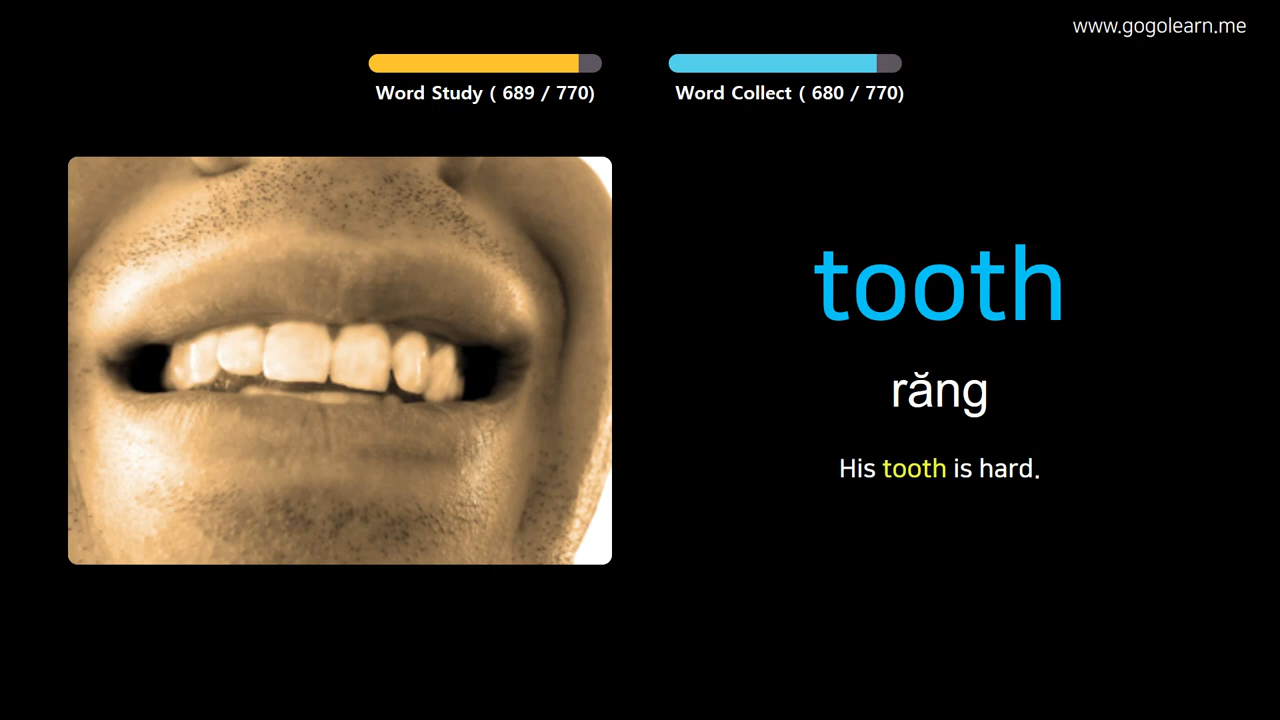 www.gogolearn.me
Word Study ( 689 / 770)
Word Collect ( 680 / 770)
tooth
răng
His tooth is hard.